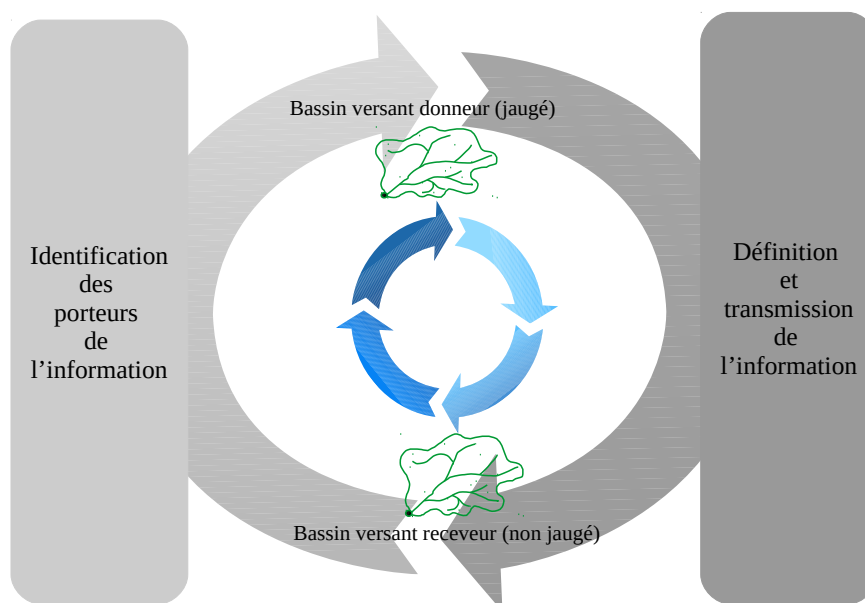 Bassin versant donneur (jaugé)
Identification
des
porteurs
de
l’information
Définition
et
transmission
de
l’information
Bassin versant receveur (non jaugé)